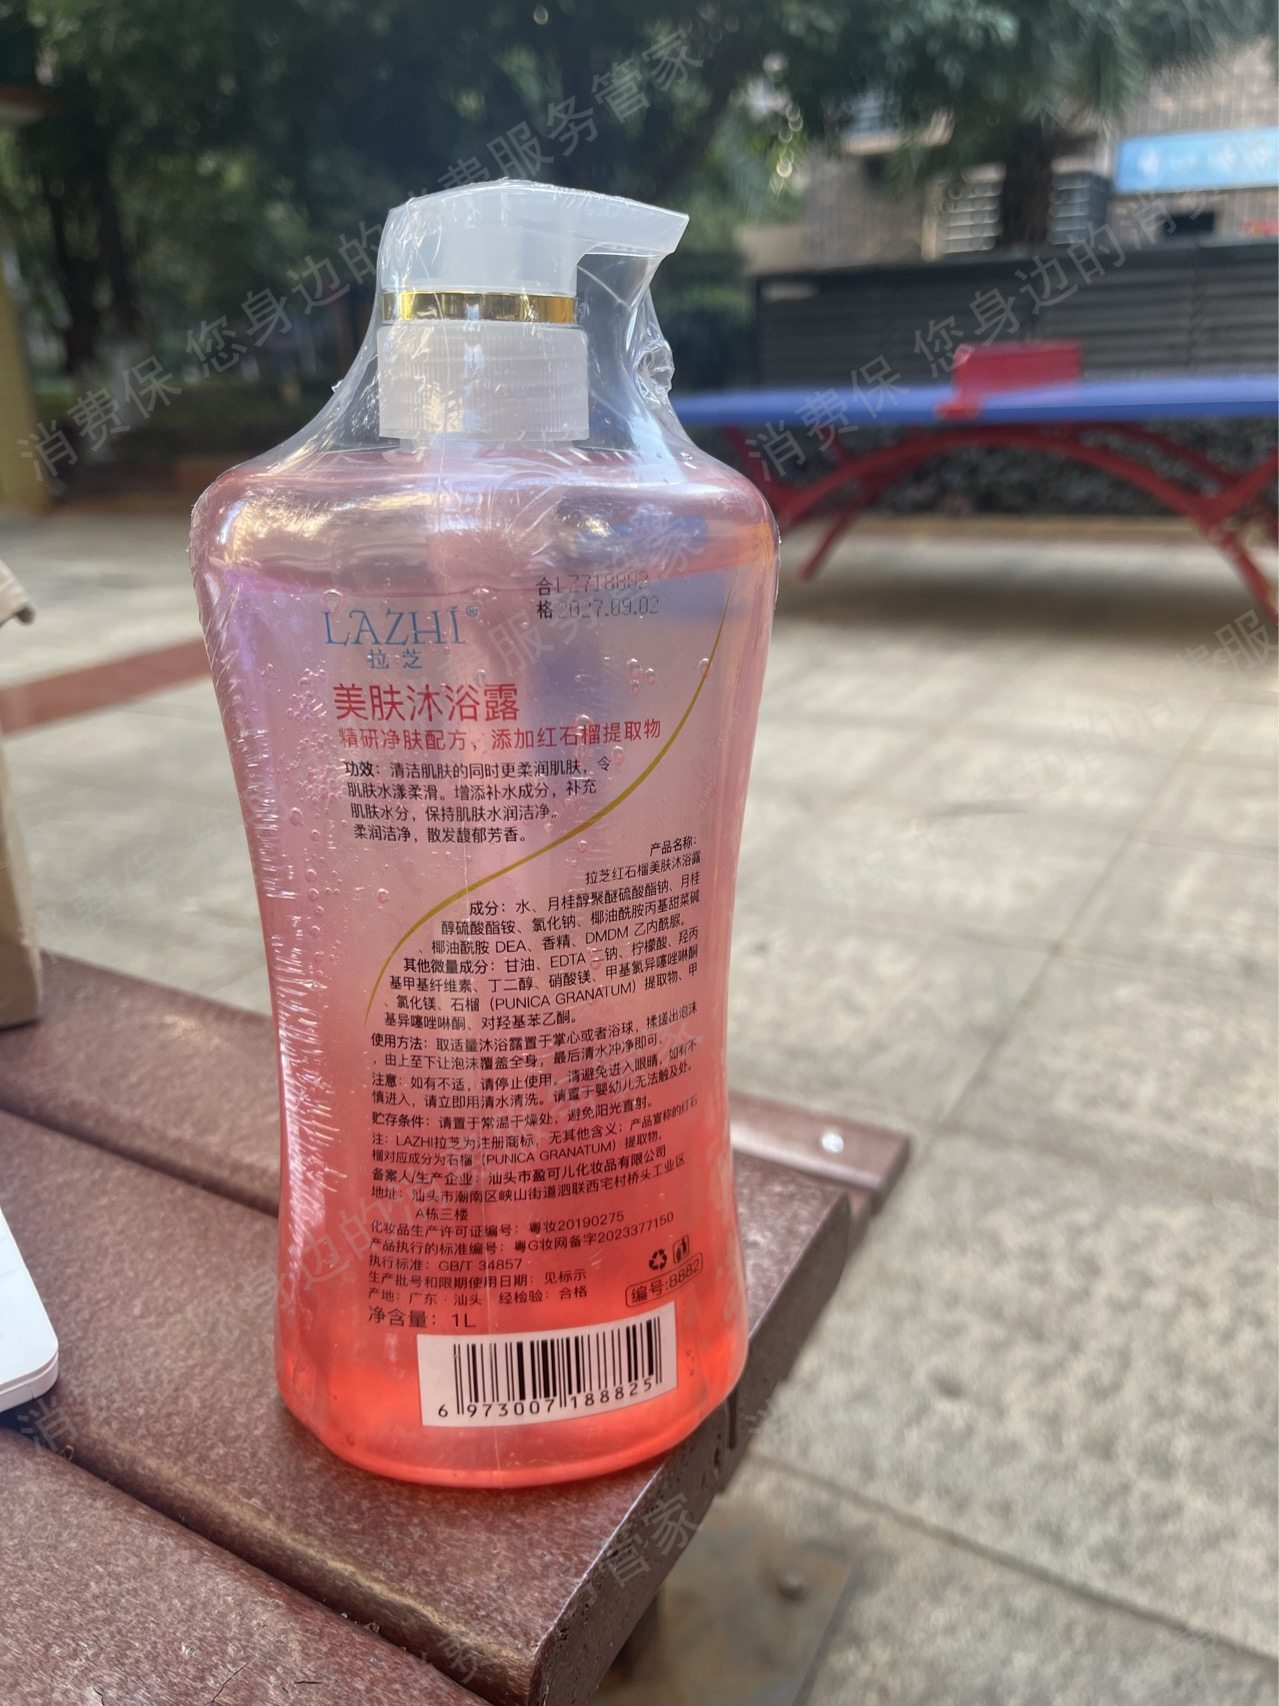 合L2718882
格2027.09.02
LAZHI®
拉芝
美肤沐浴露
精研净肤配方，添加红石榴提取物
功效：清洁肌肤的同时更柔润肌肤，令
肌肤水漾柔滑。增添补水成分，补充
肌肤水分，保持肌肤水润洁净。
柔润洁净，散发馥郁芳香。
产品名称：
拉芝红石榴美肤沐浴露
成分：水、月桂醇聚醚硫酸酯钠、月桂
醇硫酸酯铵、氯化钠、椰油酰胺丙基甜菜碱
、椰油酰胺 DEA、香精、DMDM 乙内酰脲。
其他微量成分：甘油、EDTA 二钠、柠檬酸、羟丙
基甲基纤维素、丁二醇、硝酸镁、甲基氯异噻唑啉酮
、氯化镁、石榴（PUNICA GRANATUM）提取物、甲
基异噻唑啉酮、对羟基苯乙酮。
使用方法：取适量沐浴露置于掌心或者浴球，揉搓出泡沫
，由上至下让泡沫覆盖全身，最后清水冲净即可。
注意：如有不适，请停止使用。请避免进入眼睛，如有不
慎进入，请立即用清水清洗。请置于婴幼儿无法触及处。
贮存条件：请置于常温干燥处，避免阳光直射。
注：LAZHI拉芝为注册商标，无其他含义；产品宣称的红石
榴对应成分为石榴（PUNICA GRANATUM）提取物。
备案人/生产企业：汕头市盈可儿化妆品有限公司
地址：汕头市潮南区峡山街道泗联西宅村桥头工业区
A栋三楼
化妆品生产许可证编号：粤妆20190275
产品执行的标准编号：粤G妆网备字2023377150
执行标准：GB/T 34857
生产批号和限期使用日期：见标示
产地：广东·汕头 经检验：合格
编号:8882
净含量：1L
6 973007 188825
消费保 您身边的消费服务管家
消费保 您身边的消费服务管家